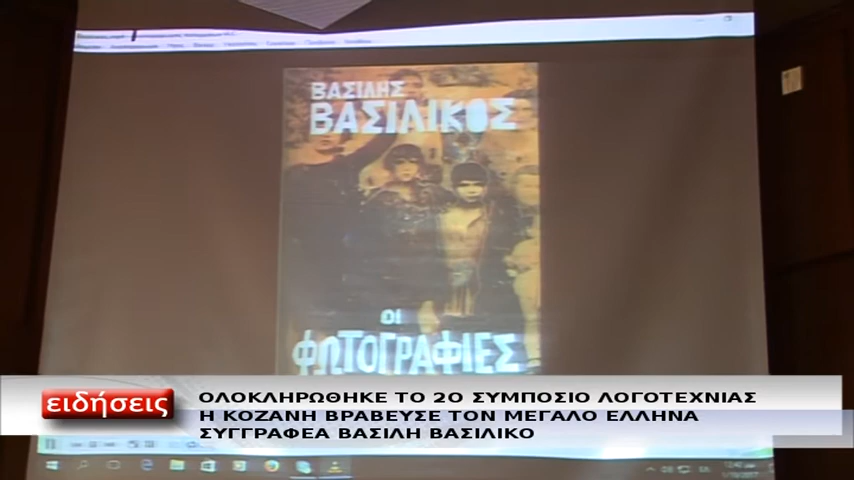 ΒΑΣΙΛΗΣ
ΒΑΣΙΛΙΚΟΣ
ΟΙ
ΦΩΤΟΓΡΑΦΙΕΣ
ειδήσεις
ΟΛΟΚΛΗΡΩΘΗΚΕ ΤΟ 2Ο ΣΥΜΠΟΣΙΟ ΛΟΓΟΤΕΧΝΙΑΣ
Η ΚΟΖΑΝΗ ΒΡΑΒΕΥΣΕ ΤΟΝ ΜΕΓΑΛΟ ΕΛΛΗΝΑ
ΣΥΓΓΡΑΦΕΑ ΒΑΣΙΛΗ ΒΑΣΙΛΙΚΟ